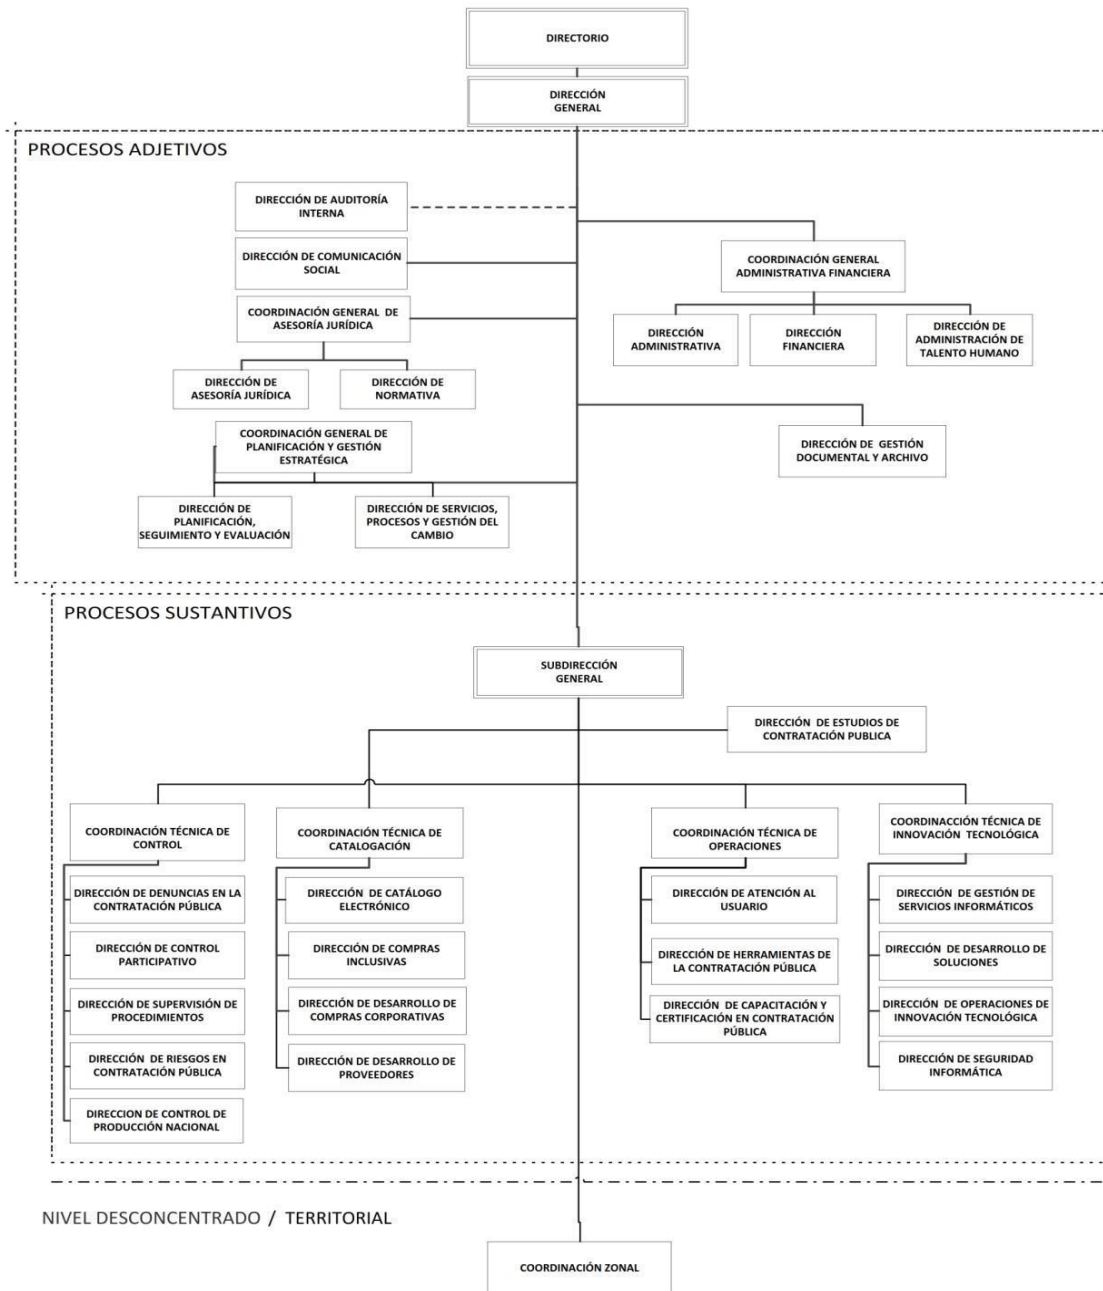 DIRECTORIO
DIRECCIÓN
GENERAL
PROCESOS ADJETIVOS
DIRECCIÓN DE AUDITORÍA
INTERNA
DIRECCIÓN DE COMUNICACIÓN
SOCIAL
COORDINACIÓN GENERAL DE
ASESORÍA JURÍDICA
DIRECCIÓN DE
ASESORÍA JURÍDICA
DIRECCIÓN DE
NORMATIVA
COORDINACIÓN GENERAL DE
PLANIFICACIÓN Y GESTIÓN
ESTRATÉGICA
DIRECCIÓN DE
PLANIFICACIÓN,
SEGUIMIENTO Y EVALUACIÓN
DIRECCIÓN DE SERVICIOS,
PROCESOS Y GESTIÓN DEL
CAMBIO
COORDINACIÓN GENERAL
ADMINISTRATIVA FINANCIERA
DIRECCIÓN
ADMINISTRATIVA
DIRECCIÓN
FINANCIERA
DIRECCIÓN DE
ADMINISTRACIÓN DE
TALENTO HUMANO
DIRECCIÓN DE GESTIÓN
DOCUMENTAL Y ARCHIVO
PROCESOS SUSTANTIVOS
SUBDIRECCIÓN
GENERAL
DIRECCIÓN DE ESTUDIOS DE
CONTRATACIÓN PUBLICA
COORDINACIÓN TÉCNICA DE
CONTROL
DIRECCIÓN DE DENUNCIAS EN LA
CONTRATACIÓN PÚBLICA
DIRECCIÓN DE CONTROL
PARTICIPATIVO
DIRECCIÓN DE SUPERVISIÓN DE
PROCEDIMIENTOS
DIRECCIÓN DE RIESGOS EN
CONTRATACIÓN PÚBLICA
DIRECCION DE CONTROL DE
PRODUCCIÓN NACIONAL
COORDINACIÓN TÉCNICA DE
CATALOGACIÓN
DIRECCIÓN DE CATÁLOGO
ELECTRÓNICO
DIRECCIÓN DE COMPRAS
INCLUSIVAS
DIRECCIÓN DE DESARROLLO DE
COMPRAS CORPORATIVAS
DIRECCIÓN DE DESARROLLO DE
PROVEEDORES
COORDINACIÓN TÉCNICA DE
OPERACIONES
DIRECCIÓN DE ATENCIÓN AL
USUARIO
DIRECCIÓN DE HERRAMIENTAS DE
LA CONTRATACIÓN PÚBLICA
DIRECCIÓN DE CAPACITACIÓN Y
CERTIFICACIÓN EN CONTRATACIÓN
PÚBLICA
COORDINACCIÓN TÉCNICA DE
INNOVACIÓN TECNOLÓGICA
DIRECCIÓN DE GESTIÓN DE
SERVICIOS INFORMÁTICOS
DIRECCIÓN DE DESARROLLO DE
SOLUCIONES
DIRECCIÓN DE OPERACIONES DE
INNOVACIÓN TECNOLÓGICA
DIRECCIÓN DE SEGURIDAD
INFORMÁTICA
NIVEL DESCONCENTRADO / TERRITORIAL
COORDINACIÓN ZONAL